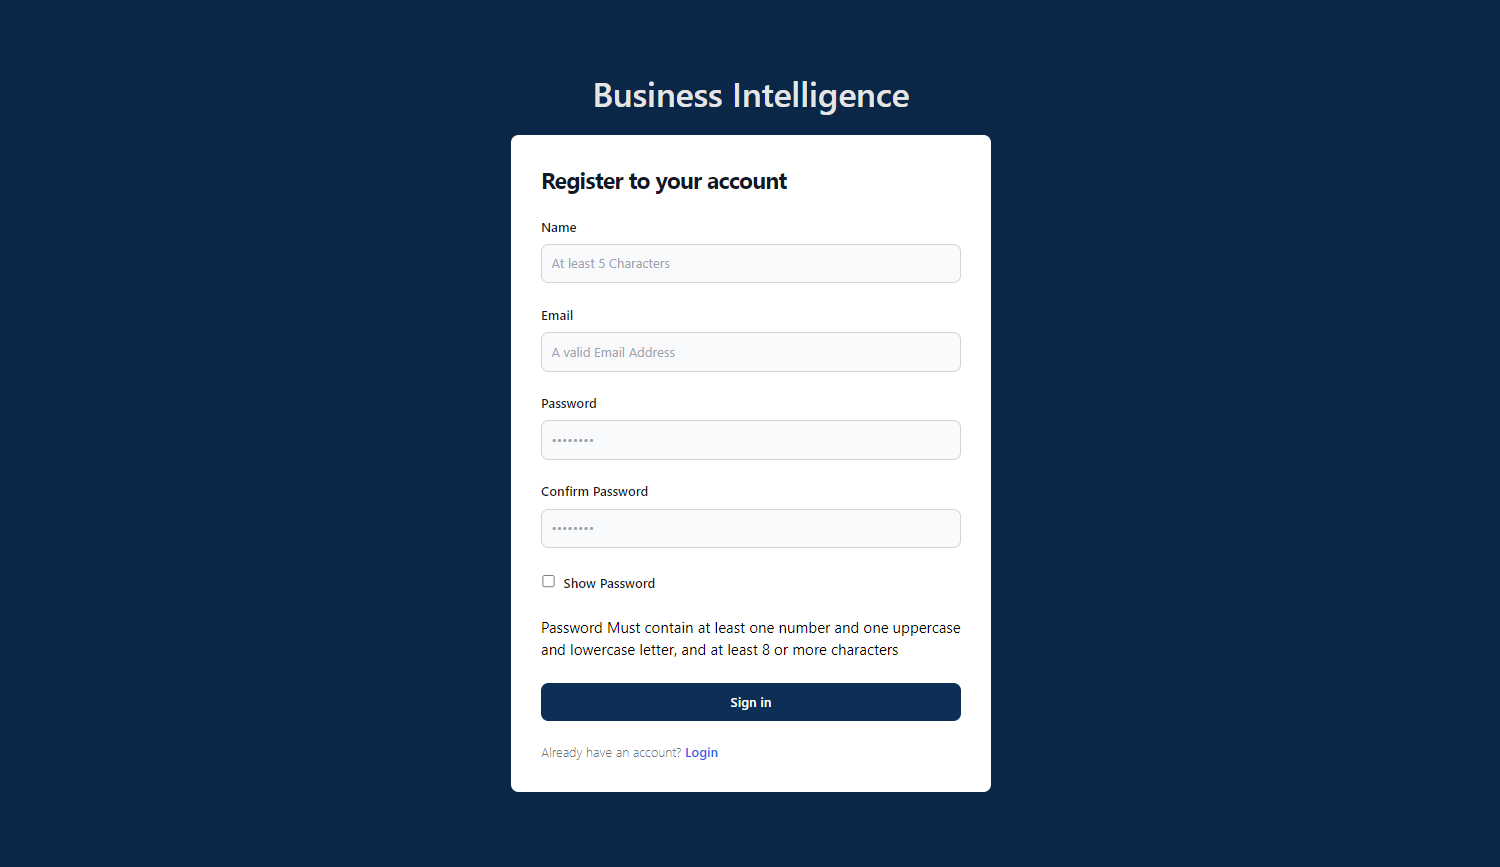 Business Intelligence
Register to your account
Name
At least 5 Characters
Email
A valid Email Address
Password
••••••••
Confirm Password
••••••••
Show Password
Password Must contain at least one number and one uppercase
and lowercase letter, and at least 8 or more characters
Sign in
Already have an account? Login